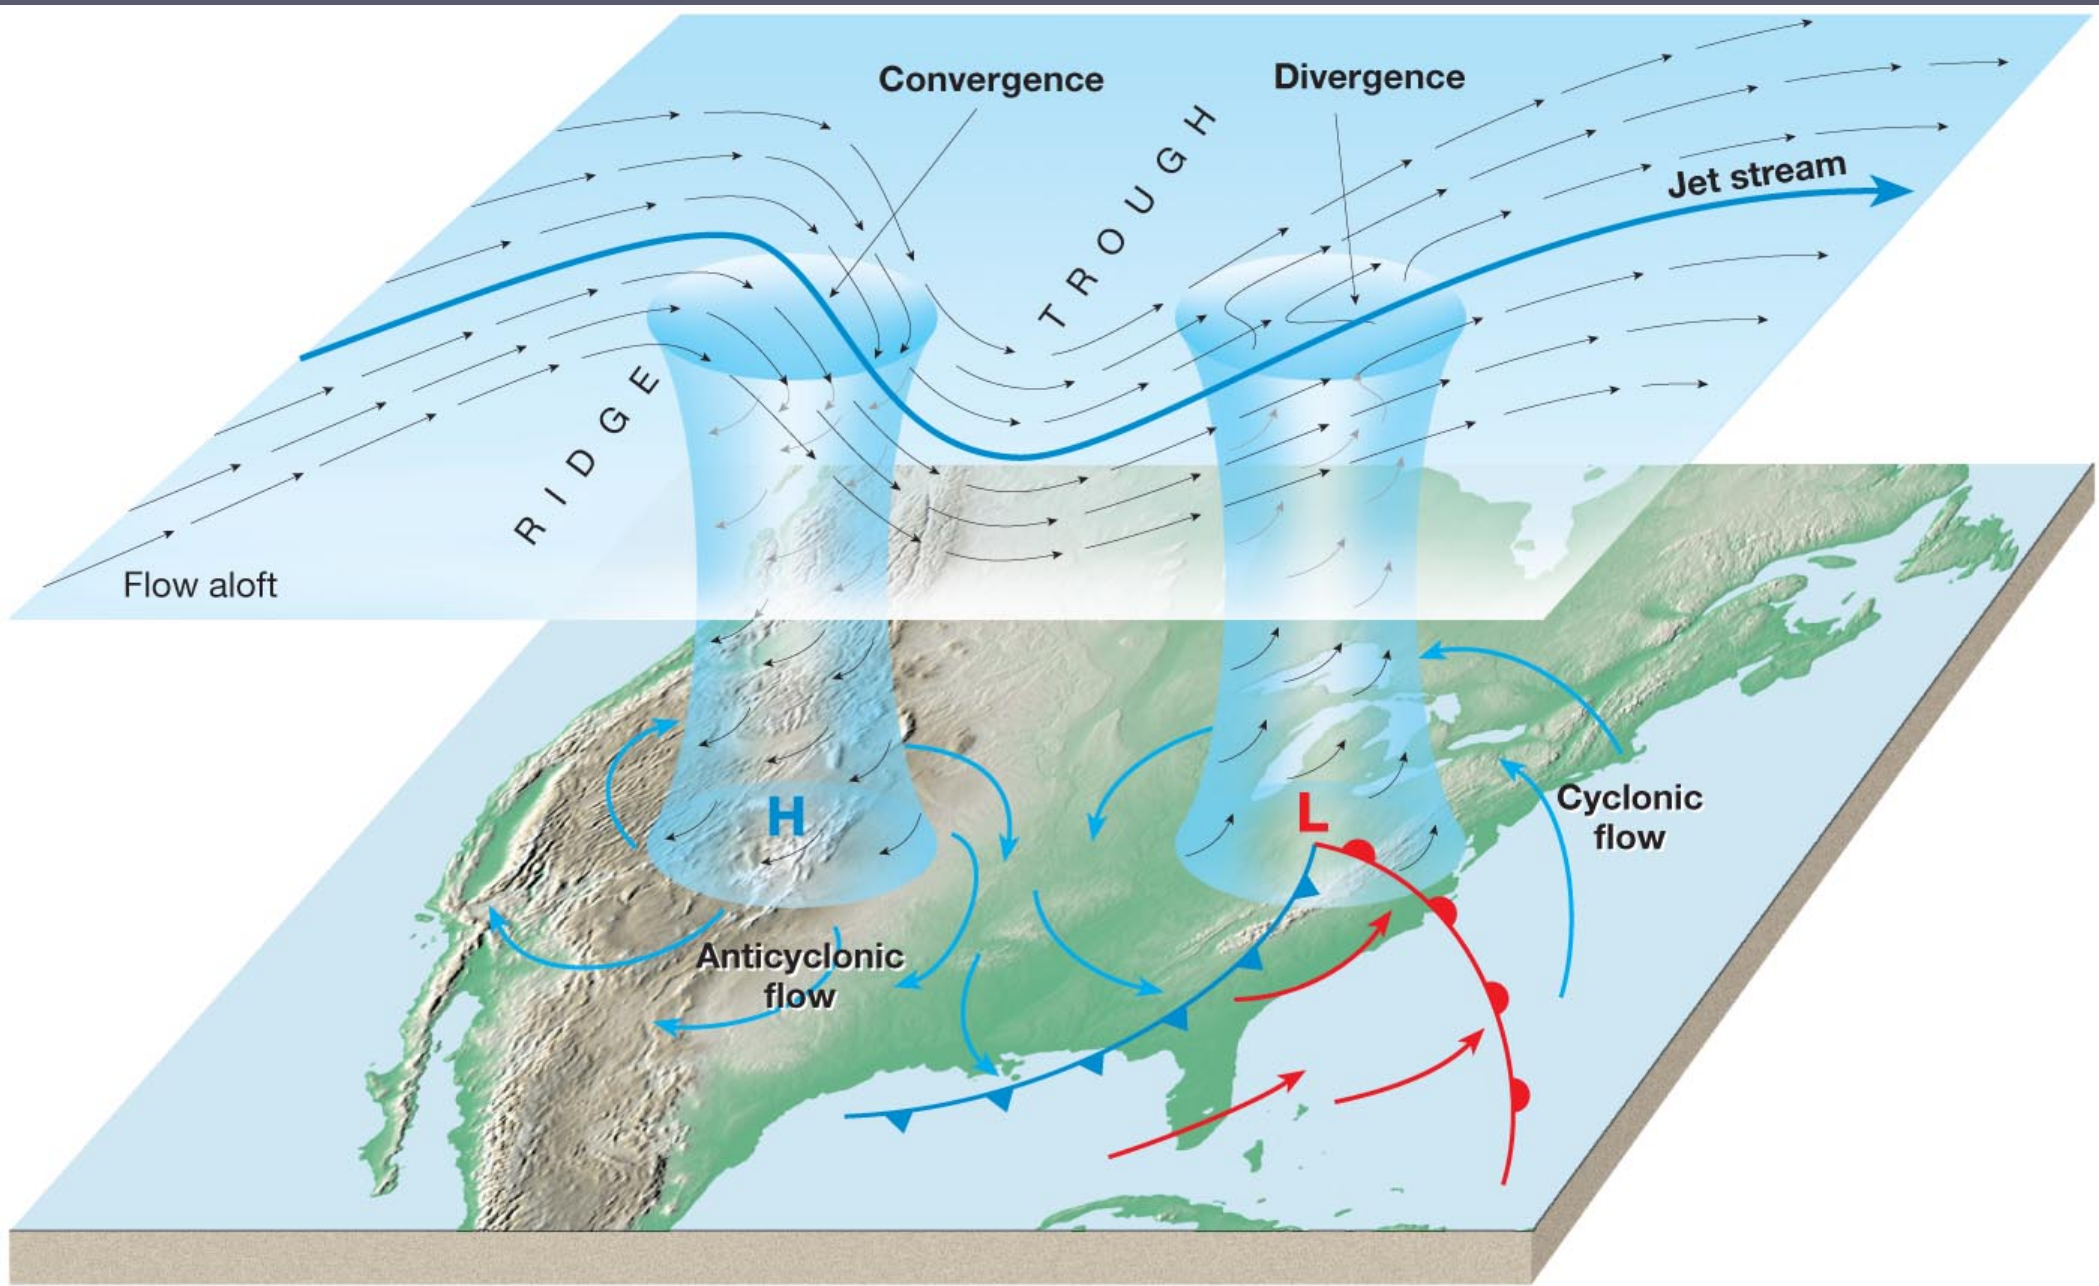 Convergence
Divergence
TROUGH
Jet stream
RIDGE
Flow aloft
H
L
Cyclonic
flow
Anticyclonic
flow